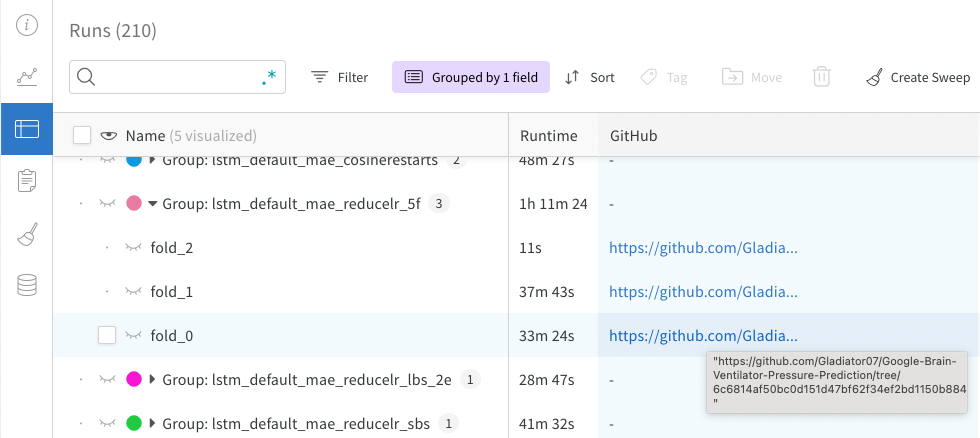 Runs (210)
.* Filter Grouped by 1 field Sort Tag Move Create Sweep
Name (5 visualized) Runtime GitHub
Group: lstm_default_mae_cosinerestarts 2 48m 27s -
Group: lstm_default_mae_reducelr_5f 3 1h 11m 24 -
fold_2 11s https://github.com/Gladia...
fold_1 37m 43s https://github.com/Gladia...
fold_0 33m 24s https://github.com/Gladia...
"https://github.com/Gladiator07/Google-Brain-
Ventilator-Pressure-Prediction/tree/
6c6814af50bc0d151d47bf62f34ef2bd1150b884
"
Group: lstm_default_mae_reducelr_lbs_2e 1 28m 47s -
Group: lstm_default_mae_reducelr_sbs 1 41m 32s -